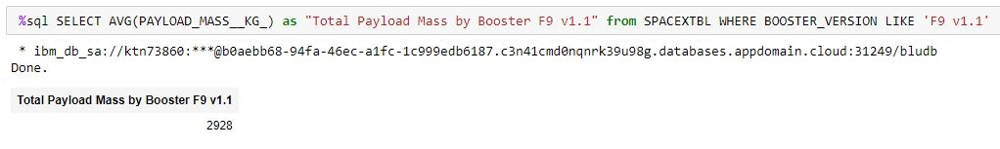 %sql SELECT AVG(PAYLOAD_MASS__KG_) as "Total Payload Mass by Booster F9 v1.1" from SPACEXTBL WHERE BOOSTER_VERSION LIKE 'F9 v1.1'
* ibm_db_sa://ktn73860:***@b0aebb68-94fa-46ec-a1fc-1c999edb6187.c3n41cmd0nqnrk39u98g.databases.appdomain.cloud:31249/bludb
Done.
Total Payload Mass by Booster F9 v1.1
2928